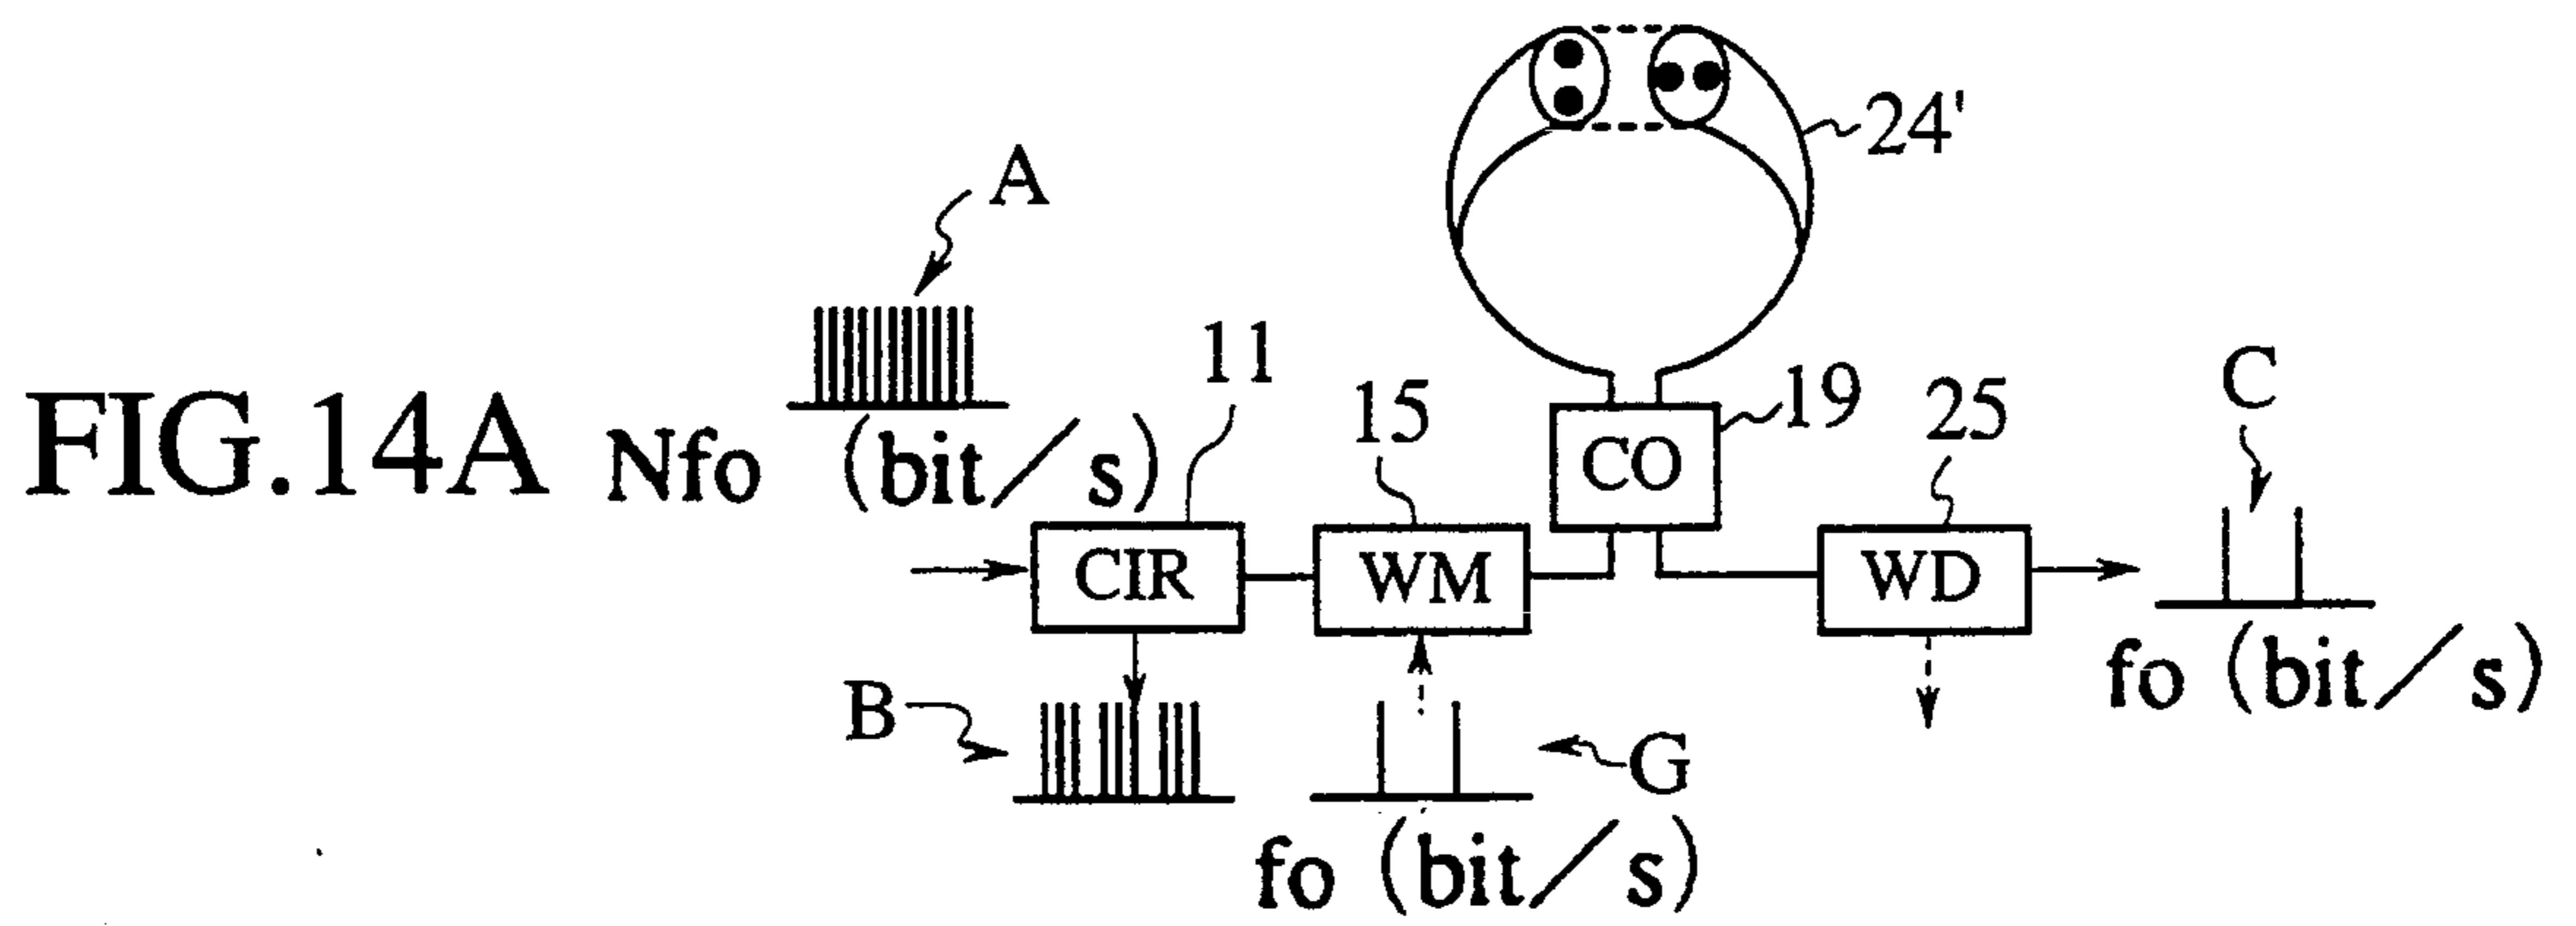 24'
A
11
FIG.14A
Nfo (bit/s)
15
CO
19
25
C
CIR
WM
WD
fo (bit/s)
B
G
fo (bit/s)